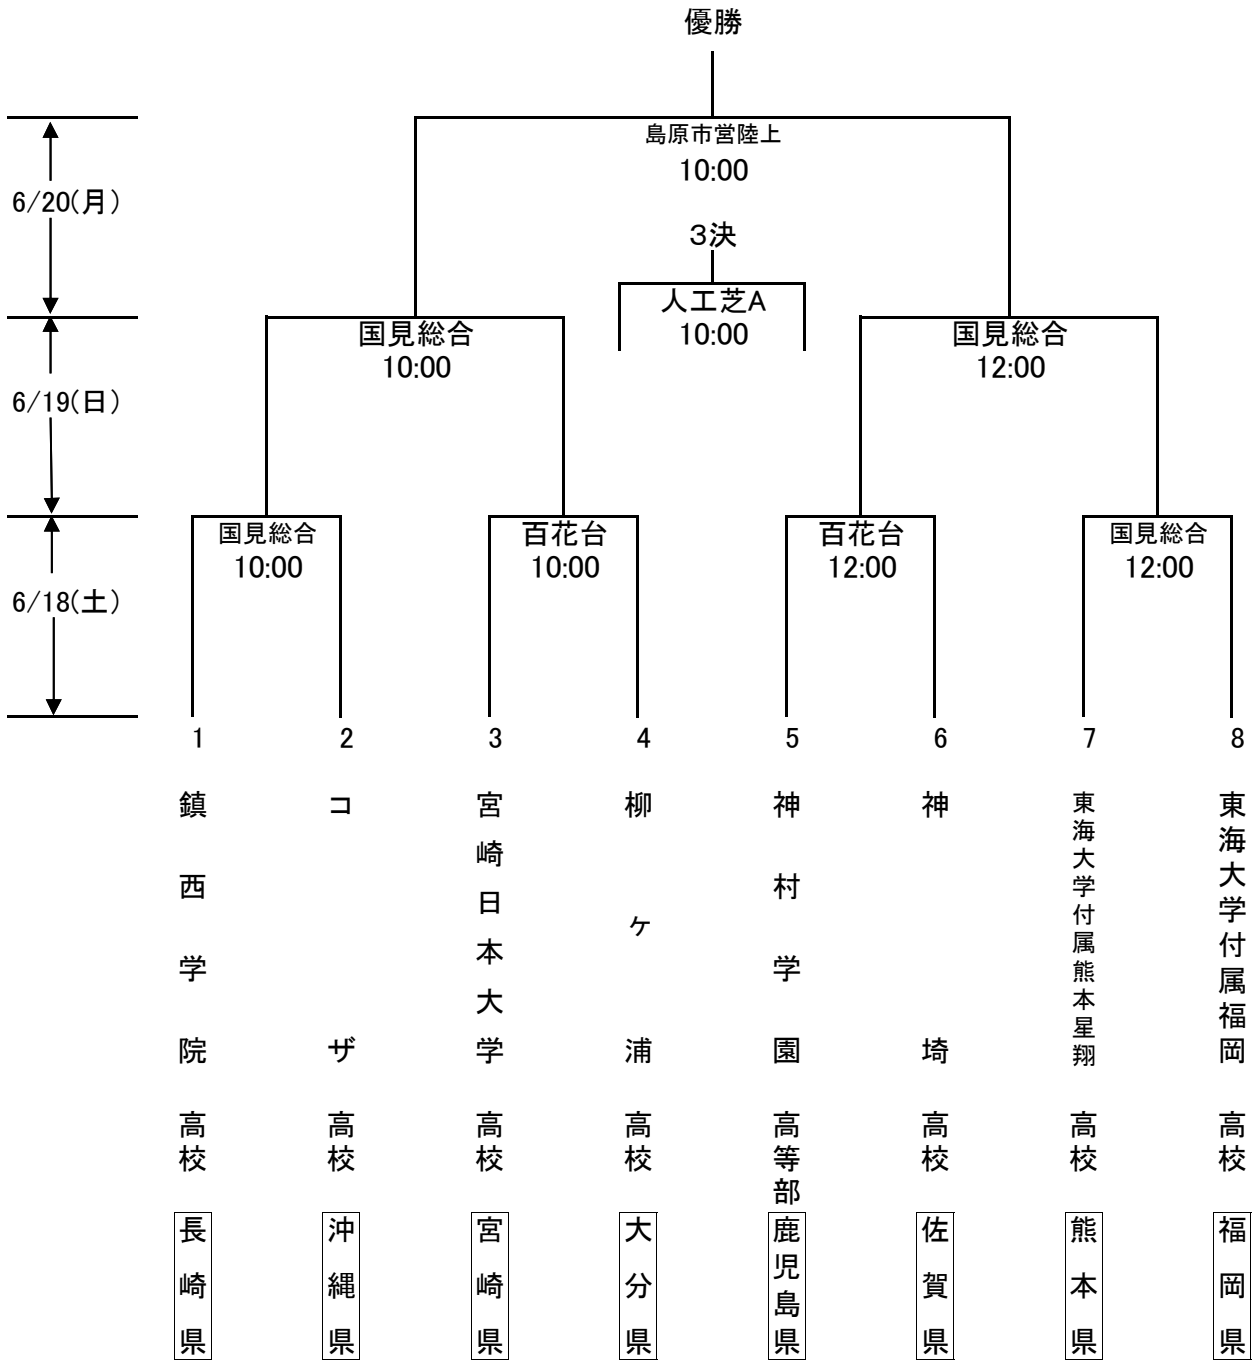 優勝
島原市営陸上
10:00
6/20(月)
3決
人工芝A
10:00
国見総合
10:00
国見総合
12:00
6/19(日)
国見総合
10:00
百花台
10:00
百花台
12:00
国見総合
12:00
6/18(土)
1
2
3
4
5
6
7
8
鎮西学院高校
コザ高校
宮崎日本大学高校
柳ヶ浦高校
神村学園高等部
神埼高校
東海大学付属熊本星翔高校
東海大学付属福岡高校
長崎県
沖縄県
宮崎県
大分県
鹿児島県
佐賀県
熊本県
福岡県